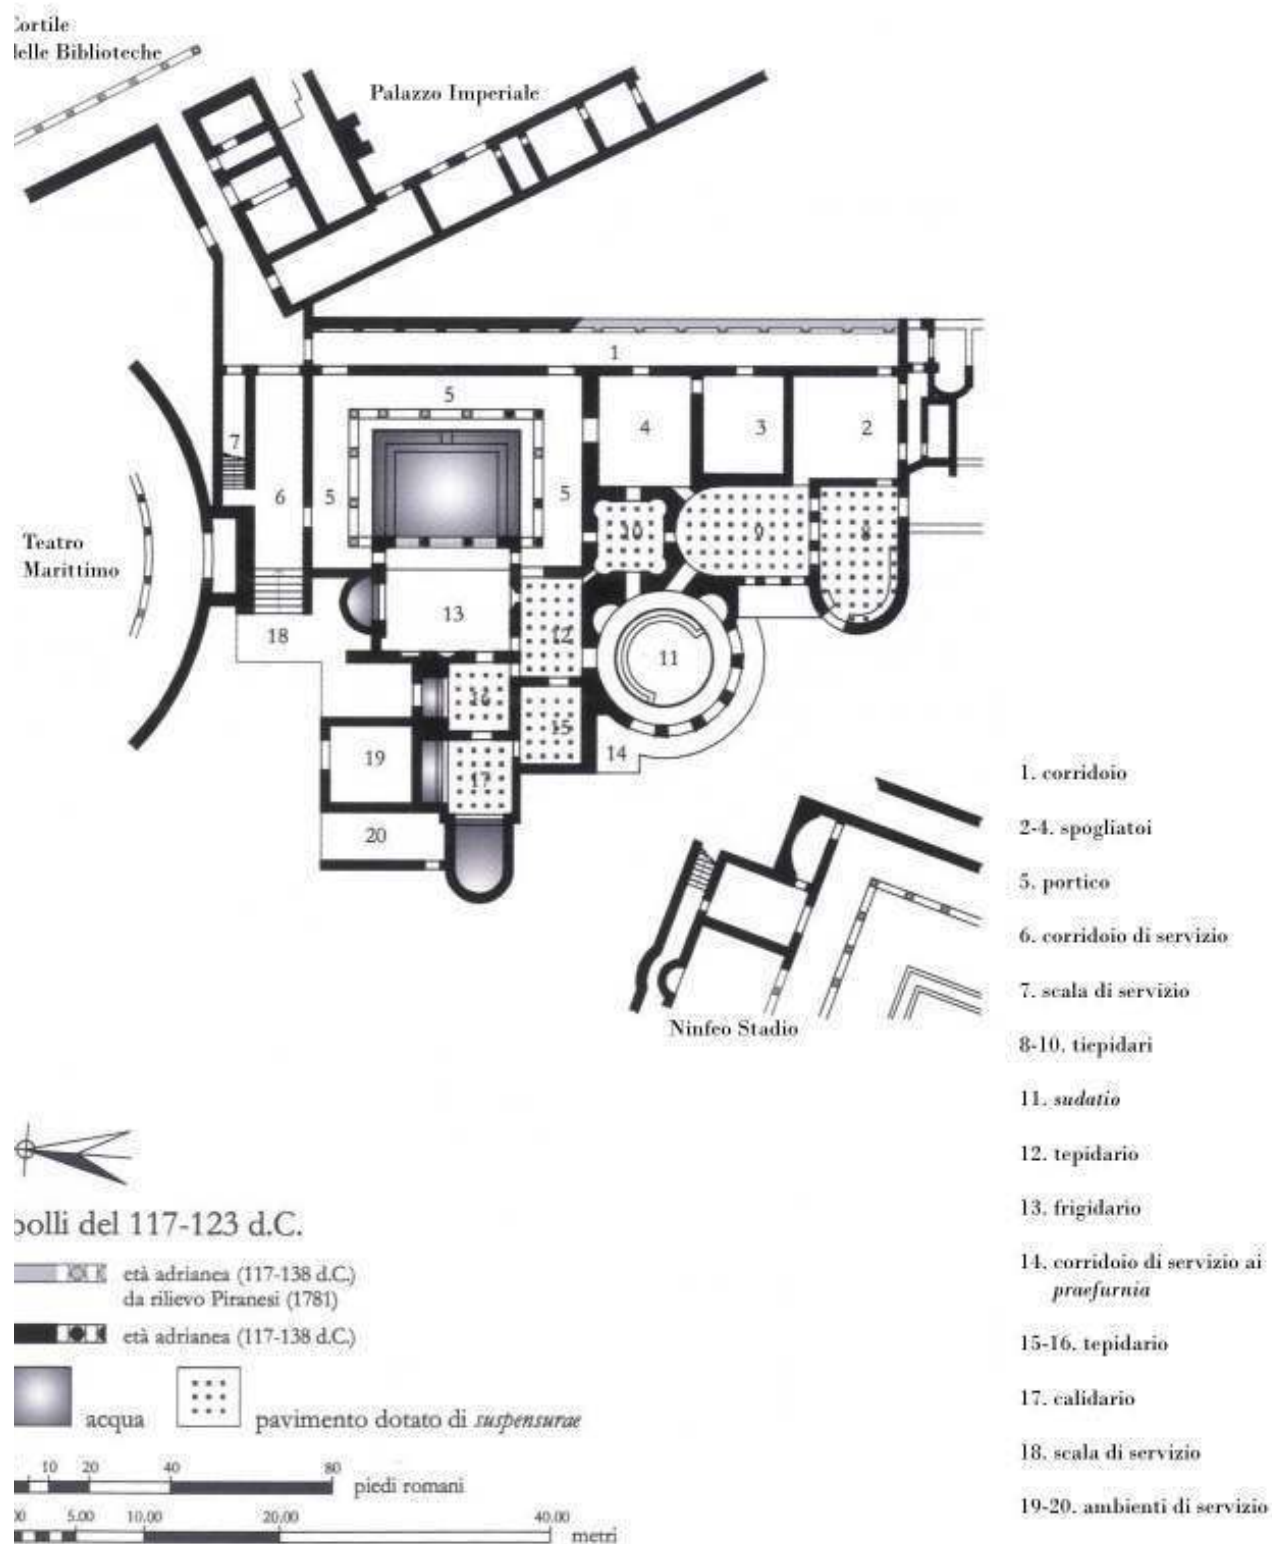 Cortile
delle Biblioteche
Palazzo Imperiale
1
5
4
3
2
7
6
5
5
10
9
8
Teatro
Marittimo
13
12
18
11
16
15
14
19
17
20
Ninfeo Stadio
1. corridoio
2-4. spogliatoi
5. portico
6. corridoio di servizio
7. scala di servizio
8-10. tiepidari
11. sudatio
12. tepidario
13. frigidario
14. corridoio di servizio ai
praefurnia
15-16. tepidario
17. calidario
18. scala di servizio
19-20. ambienti di servizio
bolli del 117-123 d.C.
età adrianea (117-138 d.C.)
da rilievo Piranesi (1781)
età adrianea (117-138 d.C.)
acqua
pavimento dotato di suspensurae
10 20 40 80
piedi romani
5.00 10.00 20.00 40.00
metri